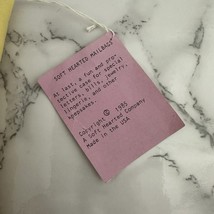 SOFT HEARTED MAILBAG™
At last, a fun and pro-
tective case for special
letters, bills, jewelry,
lingerie, and other
keepsakes.
Copyright © 1985
A Soft Hearted Company
Made in the USA